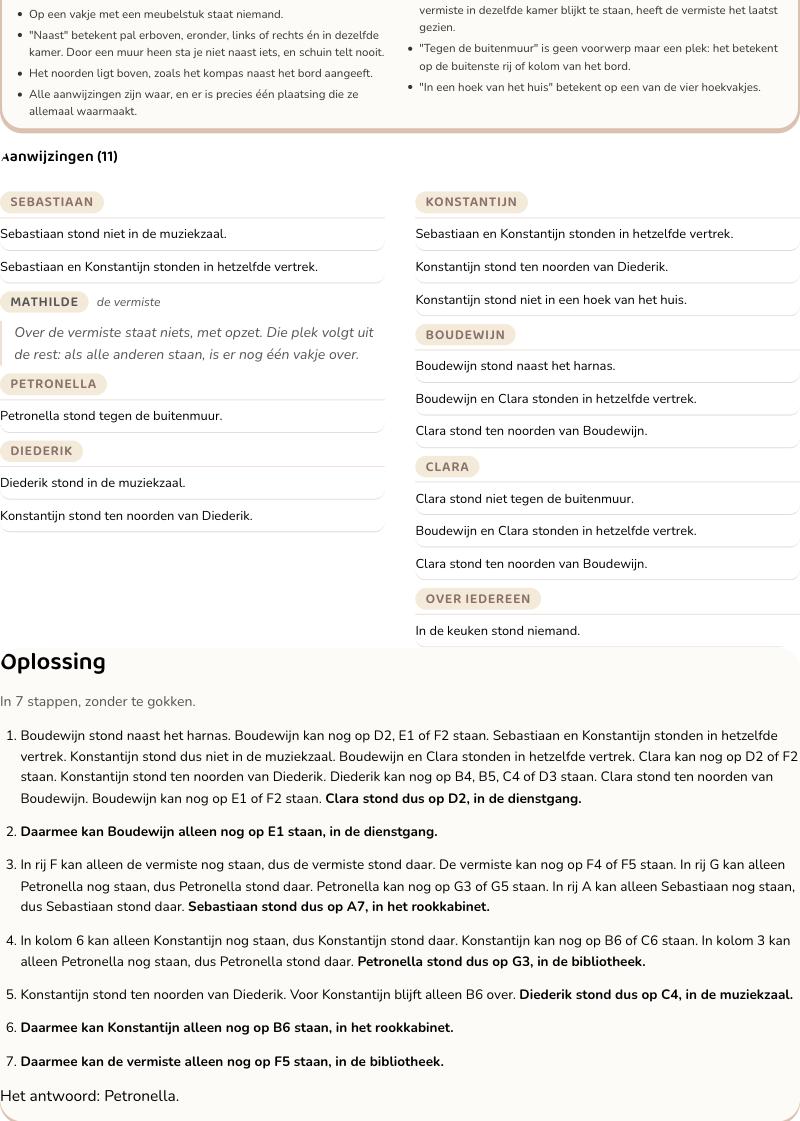 Op een vakje met een meubelstuk staat niemand.
"Naast" betekent pal erboven, eronder, links of rechts én in dezelfde
kamer. Door een muur heen sta je niet naast iets, en schuin telt nooit.
Het noorden ligt boven, zoals het kompas naast het bord aangeeft.
Alle aanwijzingen zijn waar, en er is precies één plaatsing die ze
allemaal waarmaakt.
vermiste in dezelfde kamer blijkt te staan, heeft de vermiste het laatst
gezien.
"Tegen de buitenmuur" is geen voorwerp maar een plek: het betekent
op de buitenste rij of kolom van het bord.
"In een hoek van het huis" betekent op een van de vier hoekvakjes.
Aanwijzingen (11)
SEBASTIAAN
Sebastiaan stond niet in de muziekzaal.
Sebastiaan en Konstantijn stonden in hetzelfde vertrek.
MATHILDE de vermiste
Over de vermiste staat niets, met opzet. Die plek volgt uit
de rest: als alle anderen staan, is er nog één vakje over.
PETRONELLA
Petronella stond tegen de buitenmuur.
DIEDERIK
Diederik stond in de muziekzaal.
Konstantijn stond ten noorden van Diederik.
KONSTANTIJN
Sebastiaan en Konstantijn stonden in hetzelfde vertrek.
Konstantijn stond ten noorden van Diederik.
Konstantijn stond niet in een hoek van het huis.
BOUDEWIJN
Boudewijn stond naast het harnas.
Boudewijn en Clara stonden in hetzelfde vertrek.
Clara stond ten noorden van Boudewijn.
CLARA
Clara stond niet tegen de buitenmuur.
Boudewijn en Clara stonden in hetzelfde vertrek.
Clara stond ten noorden van Boudewijn.
OVER IEDEREEN
In de keuken stond niemand.
Oplossing
In 7 stappen, zonder te gokken.
1. Boudewijn stond naast het harnas. Boudewijn kan nog op D2, E1 of F2 staan. Sebastiaan en Konstantijn stonden in hetzelfde
vertrek. Konstantijn stond dus niet in de muziekzaal. Boudewijn en Clara stonden in hetzelfde vertrek. Clara kan nog op D2 of F2
staan. Konstantijn stond ten noorden van Diederik. Diederik kan nog op B4, B5, C4 of D3 staan. Clara stond ten noorden van
Boudewijn. Boudewijn kan nog op E1 of F2 staan. Clara stond dus op D2, in de dienstgang.
2. Daarmee kan Boudewijn alleen nog op E1 staan, in de dienstgang.
3. In rij F kan alleen de vermiste nog staan, dus de vermiste stond daar. De vermiste kan nog op F4 of F5 staan. In rij G kan alleen
Petronella nog staan, dus Petronella stond daar. Petronella kan nog op G3 of G5 staan. In rij A kan alleen Sebastiaan nog staan,
dus Sebastiaan stond daar. Sebastiaan stond dus op A7, in het rookkabinet.
4. In kolom 6 kan alleen Konstantijn nog staan, dus Konstantijn stond daar. Konstantijn kan nog op B6 of C6 staan. In kolom 3 kan
alleen Petronella nog staan, dus Petronella stond daar. Petronella stond dus op G3, in de bibliotheek.
5. Konstantijn stond ten noorden van Diederik. Voor Konstantijn blijft alleen B6 over. Diederik stond dus op C4, in de muziekzaal.
6. Daarmee kan Konstantijn alleen nog op B6 staan, in het rookkabinet.
7. Daarmee kan de vermiste alleen nog op F5 staan, in de bibliotheek.
Het antwoord: Petronella.